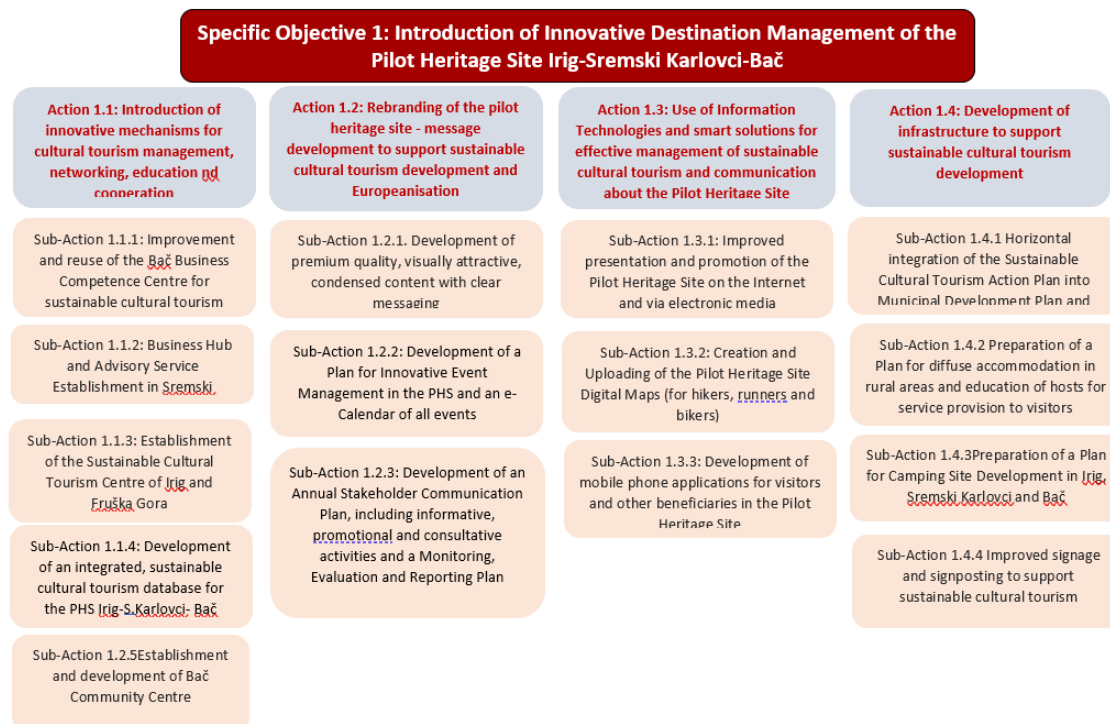 Specific Objective 1: Introduction of Innovative Destination Management of the
Pilot Heritage Site Irig-Sremski Karlovci-Bač
Action 1.1: Introduction of
innovative mechanisms for
cultural tourism management,
networking, education nd
cooperation
Sub-Action 1.1.1: Improvement
and reuse of the Bač Business
Competence Centre for
sustainable cultural tourism
Sub-Action 1.1.2: Business Hub
and Advisory Service
Establishment in Sremski
Sub-Action 1.1.3: Establishment
of the Sustainable Cultural
Tourism Centre of Irig and
Fruška Gora
Sub-Action 1.1.4: Development
of an integrated, sustainable
cultural tourism database for
the PHS Irig-S.Karlovci- Bač
Sub-Action 1.2.5Establishment
and development of Bač
Community Centre
Action 1.2: Rebranding of the pilot
heritage site - message
development to support sustainable
cultural tourism development and
Europeanisation
Sub-Action 1.2.1. Development of
premium quality, visually attractive,
condensed content with clear
messaging
Sub-Action 1.2.2: Development of a
Plan for Innovative Event
Management in the PHS and an e-
Calendar of all events
Sub-Action 1.2.3: Development of an
Annual Stakeholder Communication
Plan, including informative,
promotional and consultative
activities and a Monitoring,
Evaluation and Reporting Plan
Action 1.3: Use of Information
Technologies and smart solutions for
effective management of sustainable
cultural tourism and communication
about the Pilot Heritage Site
Sub-Action 1.3.1: Improved
presentation and promotion of the
Pilot Heritage Site on the Internet
and via electronic media
Sub-Action 1.3.2: Creation and
Uploading of the Pilot Heritage Site
Digital Maps (for hikers, runners and
bikers)
Sub-Action 1.3.3: Development of
mobile phone applications for visitors
and other beneficiaries in the Pilot
Heritage Site
Action 1.4: Development of
infrastructure to support
sustainable cultural tourism
development
Sub-Action 1.4.1 Horizontal
integration of the Sustainable
Cultural Tourism Action Plan into
Municipal Development Plan and
Sub-Action 1.4.2 Preparation of a
Plan for diffuse accommodation in
rural areas and education of hosts for
service provision to visitors
Sub-Action 1.4.3Preparation of a Plan
for Camping Site Development in Irig,
Sremski Karlovci and Bač
Sub-Action 1.4.4 Improved signage
and signposting to support
sustainable cultural tourism